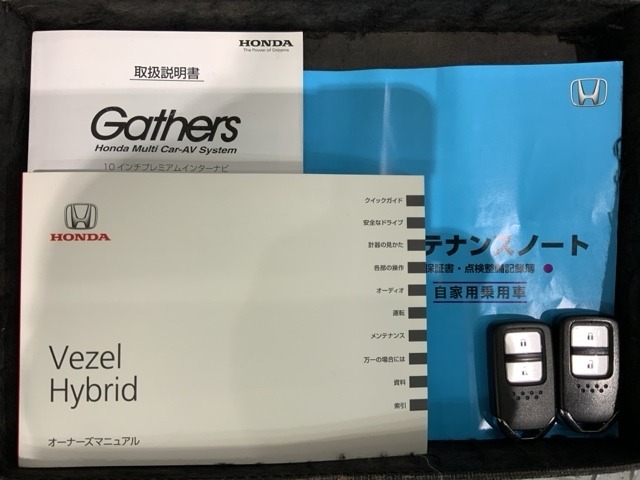 HONDA
The Power of Dreams
取扱説明書
Gathers
Honda Multi Car-AV System
10インチプレミアムインターナビ
HONDA
クイックガイド
安全なドライブ
計器の見かた
各部の操作
オーディオ
運転
メンテナンス
万一の場合には
資料
索引
Vezel
Hybrid
オーナーズマニュアル
テナンスノート
保証書・点検整備記録簿
自家用乗用車